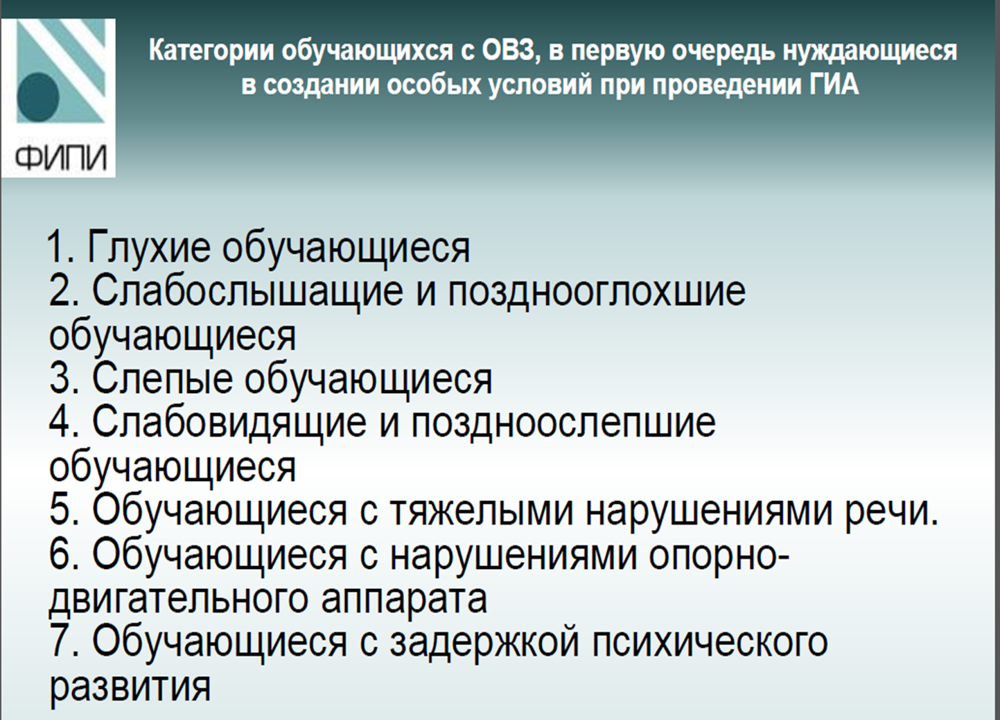 ФИПИ
Категории обучающихся с ОВЗ, в первую очередь нуждающиеся
в создании особых условий при проведении ГИА
1. Глухие обучающиеся
2. Слабослышащие и позднооглохшие
обучающиеся
3. Слепые обучающиеся
4. Слабовидящие и поздноослепшие
обучающиеся
5. Обучающиеся с тяжелыми нарушениями речи.
6. Обучающиеся с нарушениями опорно-
двигательного аппарата
7. Обучающиеся с задержкой психического
развития